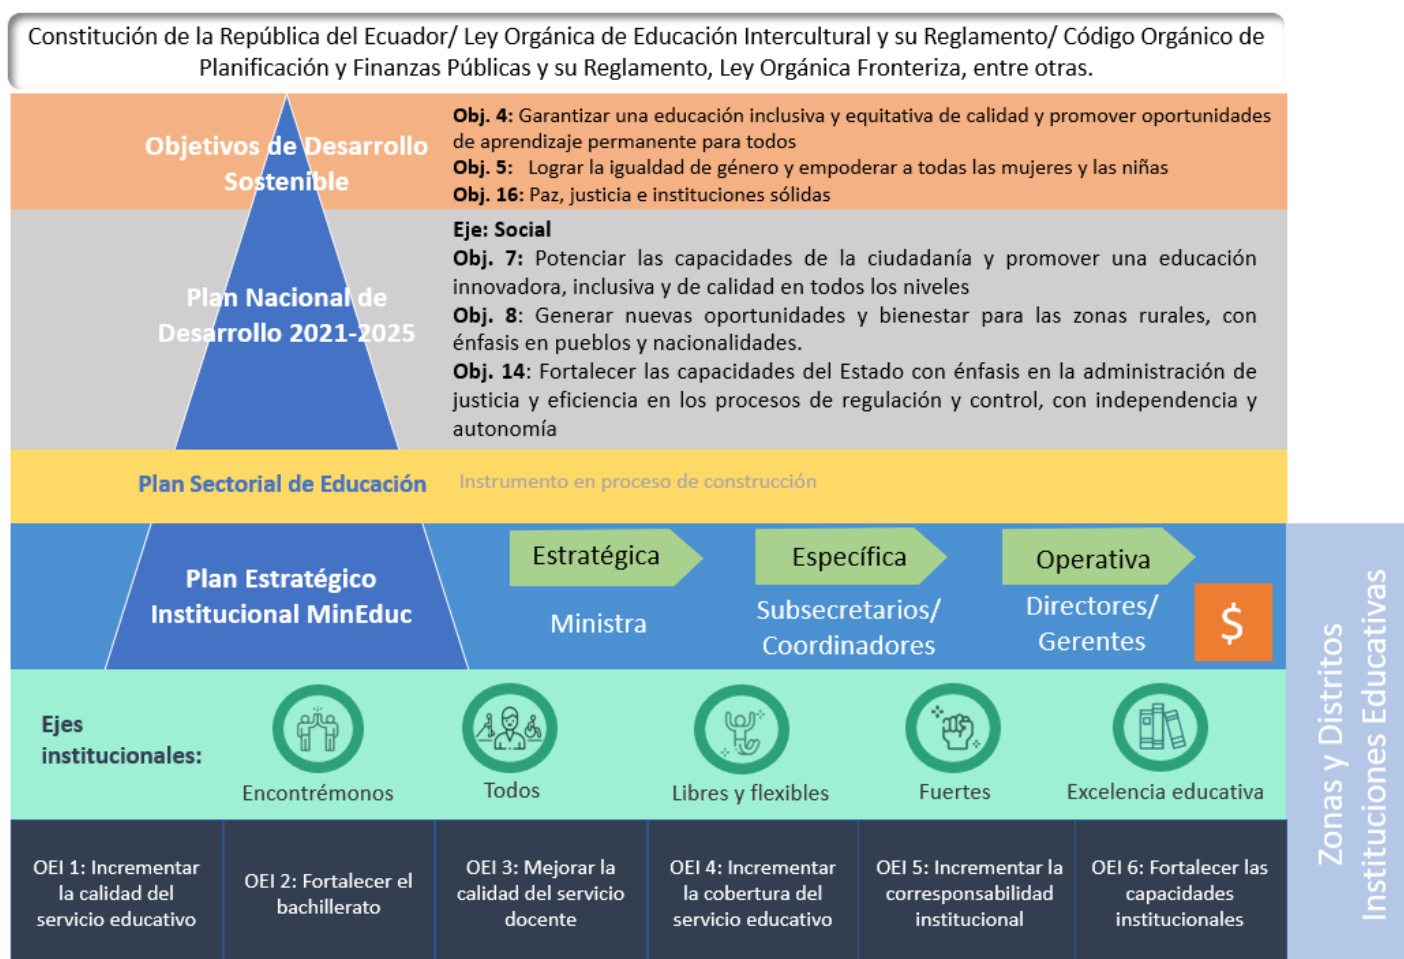 Constitución de la República del Ecuador/ Ley Orgánica de Educación Intercultural y su Reglamento/ Código Orgánico de
Planificación y Finanzas Públicas y su Reglamento, Ley Orgánica Fronteriza, entre otras.
Objetivos de Desarrollo
Sostenible
Obj. 4: Garantizar una educación inclusiva y equitativa de calidad y promover oportunidades
de aprendizaje permanente para todos
Obj. 5: Lograr la igualdad de género y empoderar a todas las mujeres y las niñas
Obj. 16: Paz, justicia e instituciones sólidas
Plan Nacional de
Desarrollo 2021-2025
Eje: Social
Obj. 7: Potenciar las capacidades de la ciudadanía y promover una educación
innovadora, inclusiva y de calidad en todos los niveles
Obj. 8: Generar nuevas oportunidades y bienestar para las zonas rurales, con
énfasis en pueblos y nacionalidades.
Obj. 14: Fortalecer las capacidades del Estado con énfasis en la administración de
justicia y eficiencia en los procesos de regulación y control, con independencia y
autonomía
Plan Sectorial de Educación
Instrumento en proceso de construcción
Plan Estratégico
Institucional MinEduc
Estratégica
Ministra
Específica
Subsecretarios/
Coordinadores
Operativa
Directores/
Gerentes
$
Zonas y Distritos
Instituciones Educativas
Ejes
institucionales:
Encontrémonos
Todos
Libres y flexibles
Fuertes
Excelencia educativa
OEI 1: Incrementar
la calidad del
servicio educativo
OEI 2: Fortalecer el
bachillerato
OEI 3: Mejorar la
calidad del servicio
docente
OEI 4: Incrementar
la cobertura del
servicio educativo
OEI 5: Incrementar la
corresponsabilidad
institucional
OEI 6: Fortalecer las
capacidades
institucionales